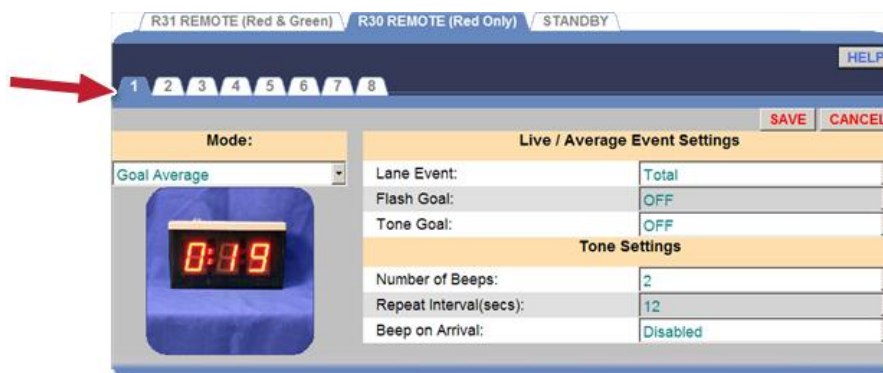 R31 REMOTE (Red & Green) R30 REMOTE (Red Only) STANDBY
HELP
1 2 3 4 5 6 7 8
SAVE CANCEL
Mode: Live / Average Event Settings
Goal Average Lane Event: Total
Flash Goal: OFF
Tone Goal: OFF
0:19
Tone Settings
Number of Beeps: 2
Repeat Interval(secs): 12
Beep on Arrival: Disabled